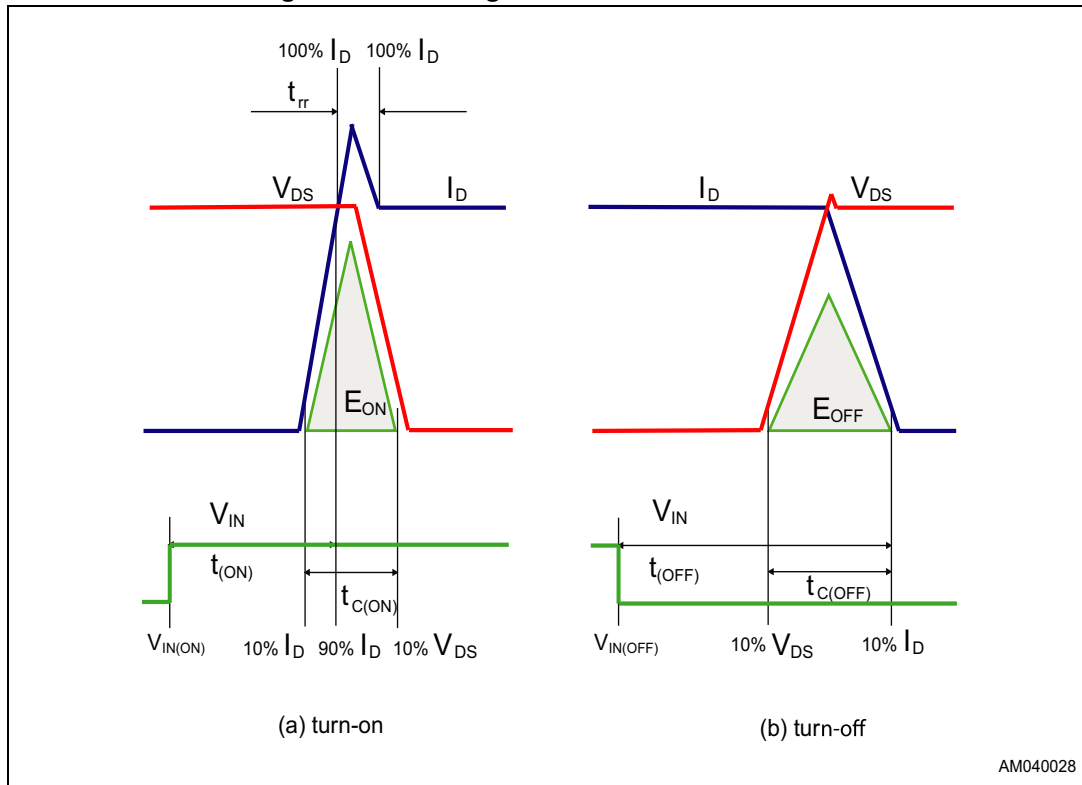 100% ID 100% ID
trr
VDS ID
EON
VIN
t(ON)
tC(ON)
VIN(ON) 10% ID 90% ID 10% VDS
(a) turn-on
ID VDS
EOFF
VIN
t(OFF)
tC(OFF)
VIN(OFF) 10% VDS 10% ID
(b) turn-off
AM040028